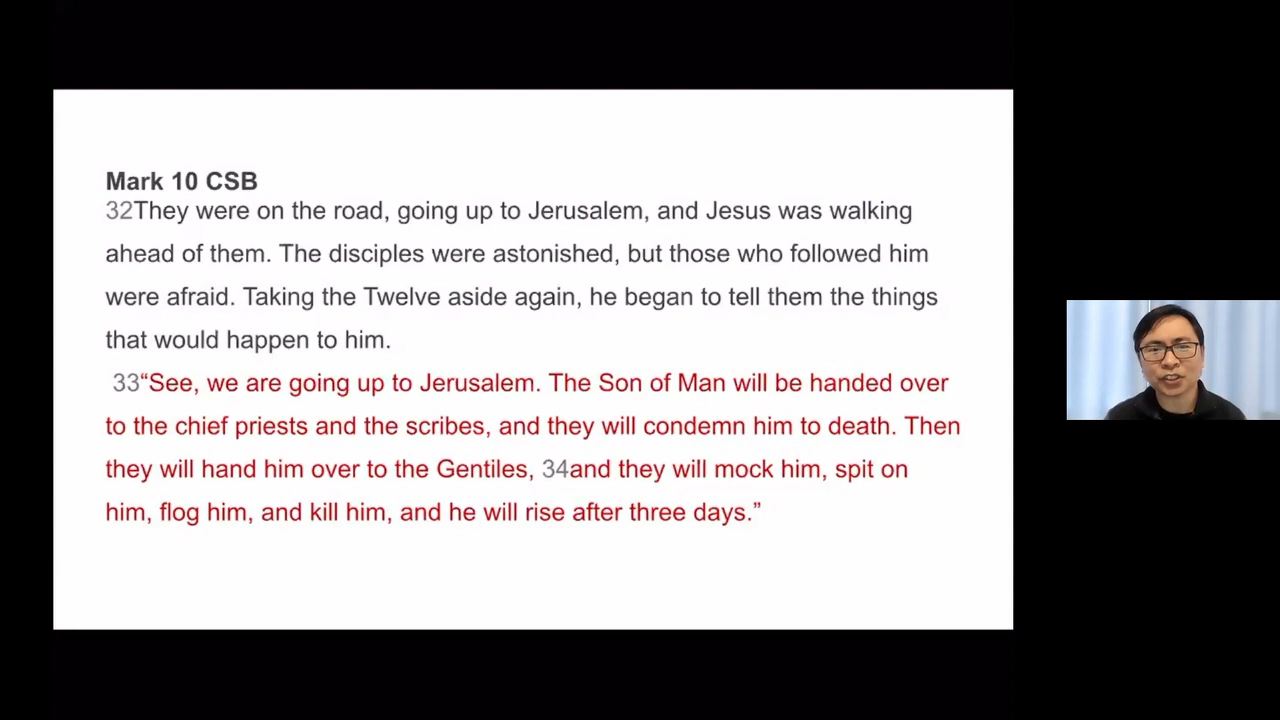 Mark 10 CSB
32They were on the road, going up to Jerusalem, and Jesus was walking
ahead of them. The disciples were astonished, but those who followed him
were afraid. Taking the Twelve aside again, he began to tell them the things
that would happen to him.
33“See, we are going up to Jerusalem. The Son of Man will be handed over
to the chief priests and the scribes, and they will condemn him to death. Then
they will hand him over to the Gentiles, 34and they will mock him, spit on
him, flog him, and kill him, and he will rise after three days.”